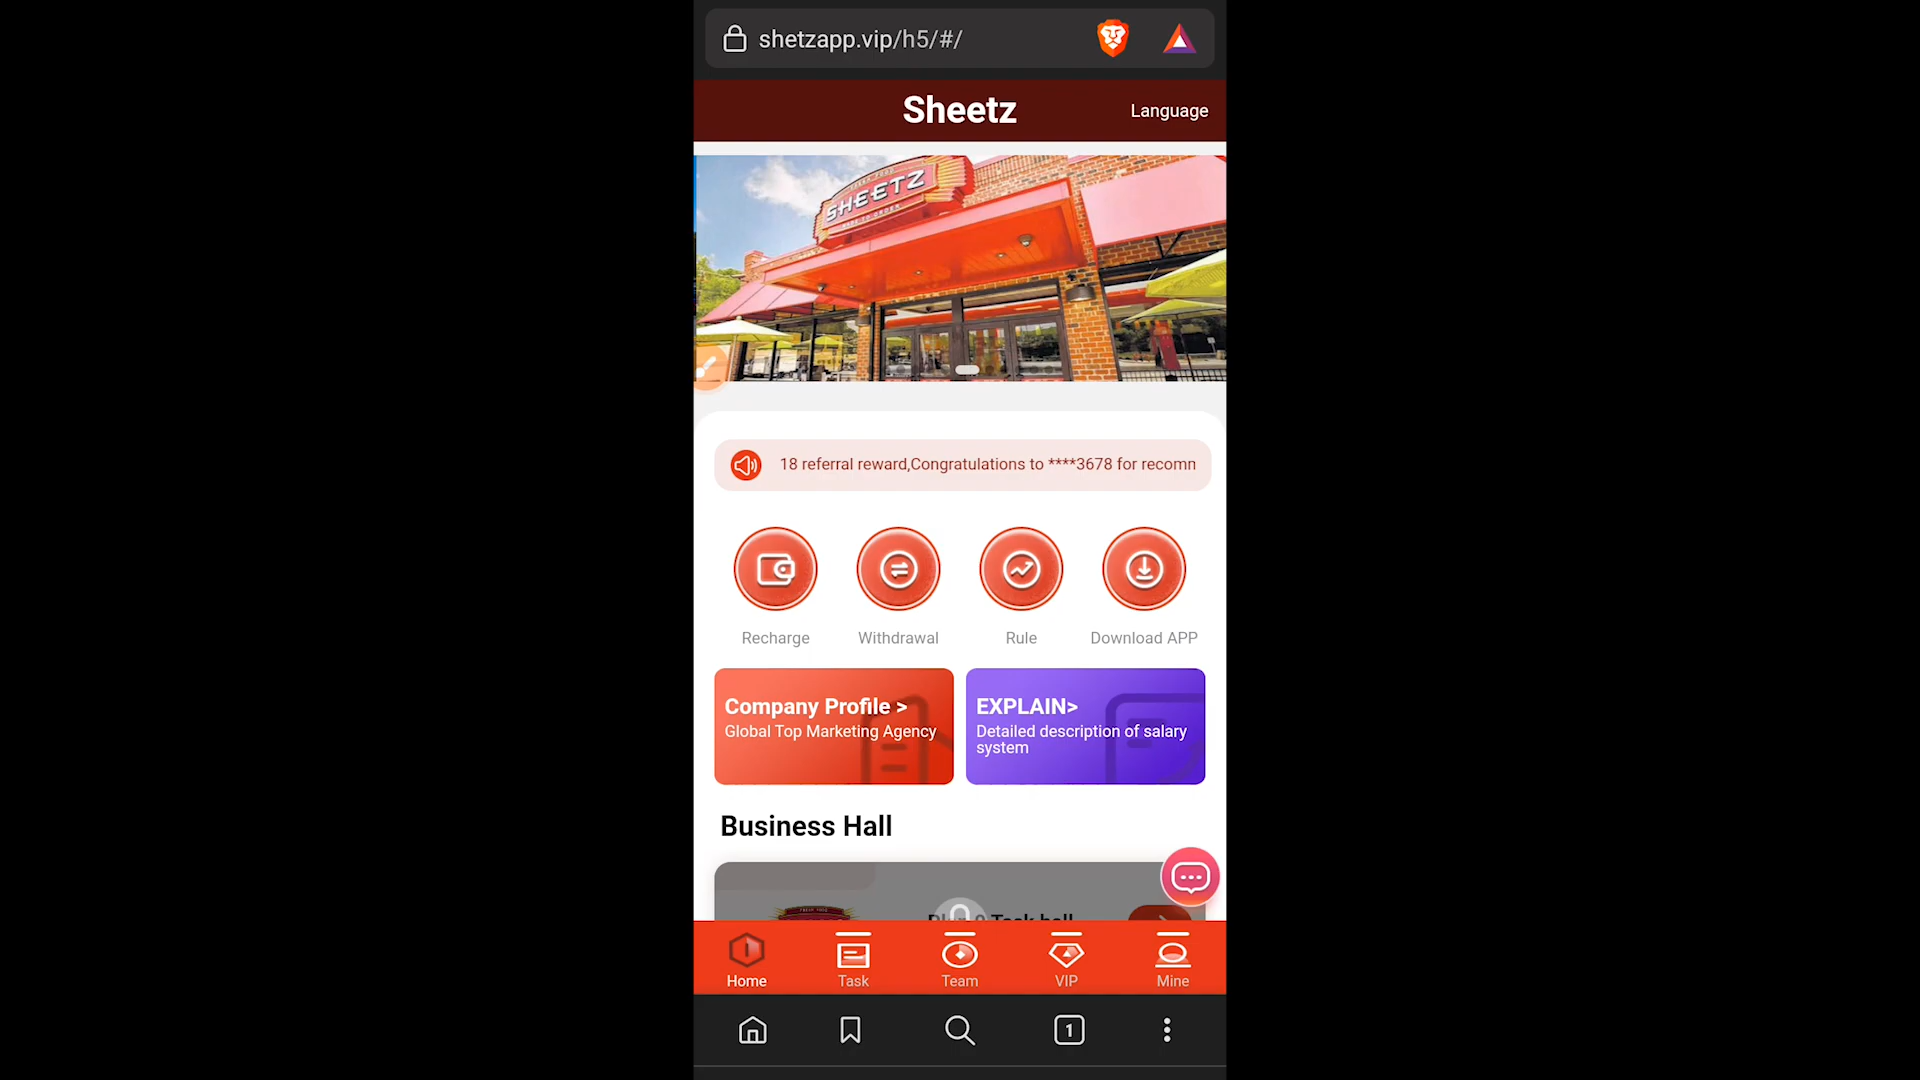 shetzapp.vip/h5/#/
Sheetz
Language
SHEETZ
18 referral reward,Congratulations to ****3678 for recomm
Recharge
Withdrawal
Rule
Download APP
Company Profile >
Global Top Marketing Agency
EXPLAIN>
Detailed description of salary
system
Business Hall
Task hall
Home
Task
Team
VIP
Mine
1